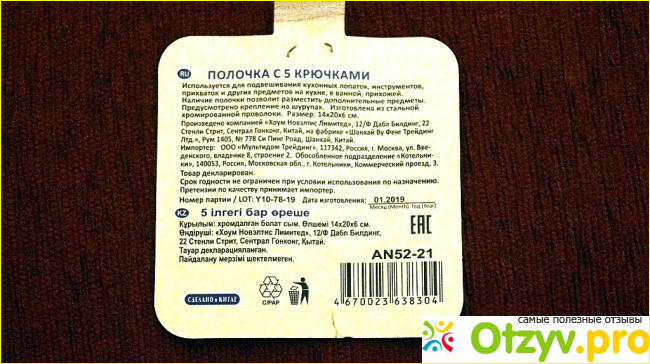 RU ПОЛОЧКА С 5 КРЮЧКАМИ
Используется для подвешивания кухонных лопаток, инструментов,
прихваток и других предметов на кухне, в ванной, прихожей.
Наличие полочки позволит разместить дополнительные предметы.
Предусмотрено крепление на шурупах. Изготовлена из стальной
хромированной проволоки. Размер: 14х20х6 см.
Произведено компанией «Хоум Новэлтис Лимитед», 12/Ф Дабл Билдинг, 22
Стенли Стрит, Сентрал Гонконг, Китай, на фабрике «Шанхай Ву Фенг Трейдинг
Лтд.», Рум 1405, № 778 Си Пинг Роад, Шанхай, Китай.
Импортер: ООО «Мультидом Трейдинг», 117342, Россия, г. Москва, ул. Вве-
денского, владение 8, строение 2. Обособленное подразделение «Котельни-
ки», 140053, Россия, Московская обл., г. Котельники, Коммерческий проезд, 3.
Товар декларирован.
Срок годности не ограничен при условии использования по назначению.
Претензии по качеству принимает импортер.
Номер партии / LOT: Y10-78-19 Дата изготовления: 01.2019
Месяц (Month) Год (Year)
KZ 5 ілгегі бар өреше
Құрылым: хромдалған болат сым. Өлшемі 14х20х6 см.
Өндіруші: «Хоум Новэлтис Лимитед», 12/Ф Дабл Билдинг,
22 Стенли Стрит, Сентрал Гонконг, Қытай.
Тауар декларацияланған.
Пайдалану мерзімі шектелмеген.
EAC
AN52-21
СДЕЛАНО в КИТАЕ
C/PAP
4 670023 638304
самые полезные отзывы
Otzyv.pro